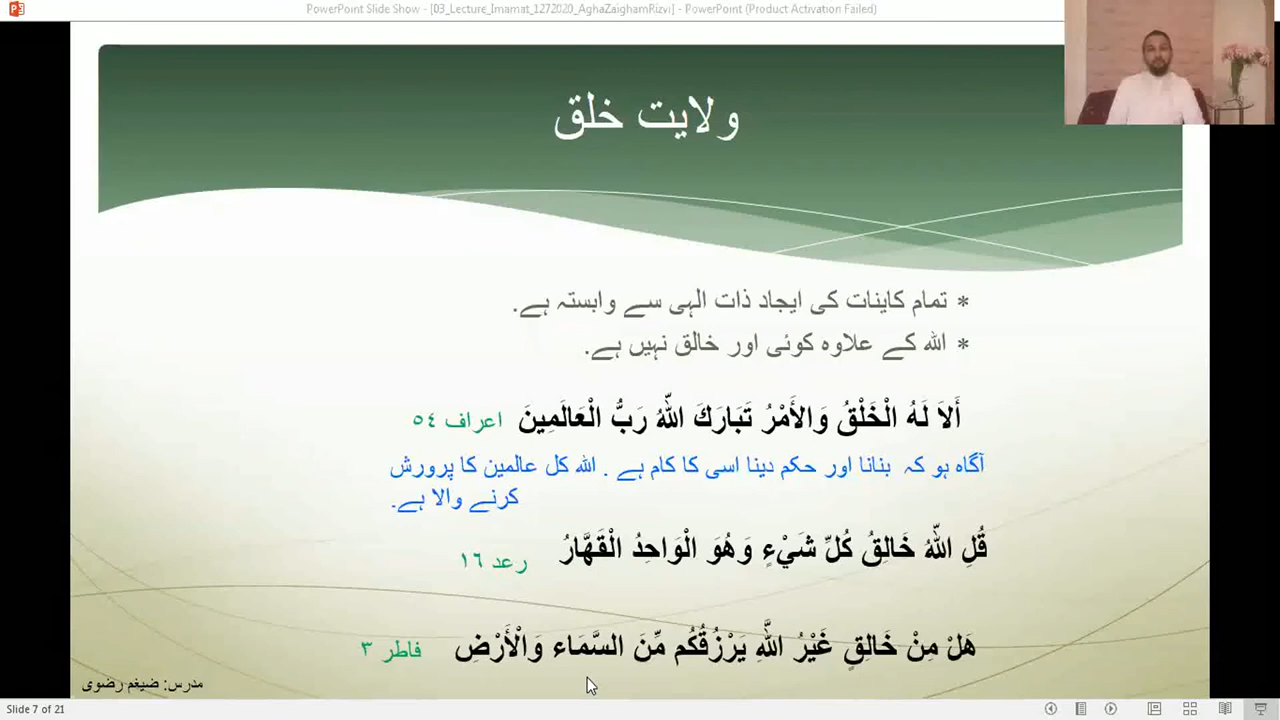 PowerPoint Slide Show - [03_Lecture_Imamat_1272020_AghaZaighamRizvi] - PowerPoint (Product Activation Failed)
ولایت خلق
* تمام کاینات کی ایجاد ذات الہی سے وابستہ ہے.
* اللہ کے علاوہ کوئی اور خالق نہیں ہے.
أَلاَ لَهُ الْخَلْقُ وَالأَمْرُ تَبَارَكَ اللّهُ رَبُّ الْعَالَمِينَ اعراف ٥٤
آگاہ ہو کہ بنانا اور حکم دینا اسی کا کام ہے . اللہ کل عالمین کا پرورش
کرنے والا ہے.
قُلِ اللّهُ خَالِقُ كُلِّ شَيْءٍ وَهُوَ الْوَاحِدُ الْقَهَّارُ رعد ١٦
هَلْ مِنْ خَالِقٍ غَيْرُ اللَّهِ يَرْزُقُكُم مِّنَ السَّمَاء وَالْأَرْضِ فاطر ٣
مدرس: ضیغم رضوی
Slide 7 of 21